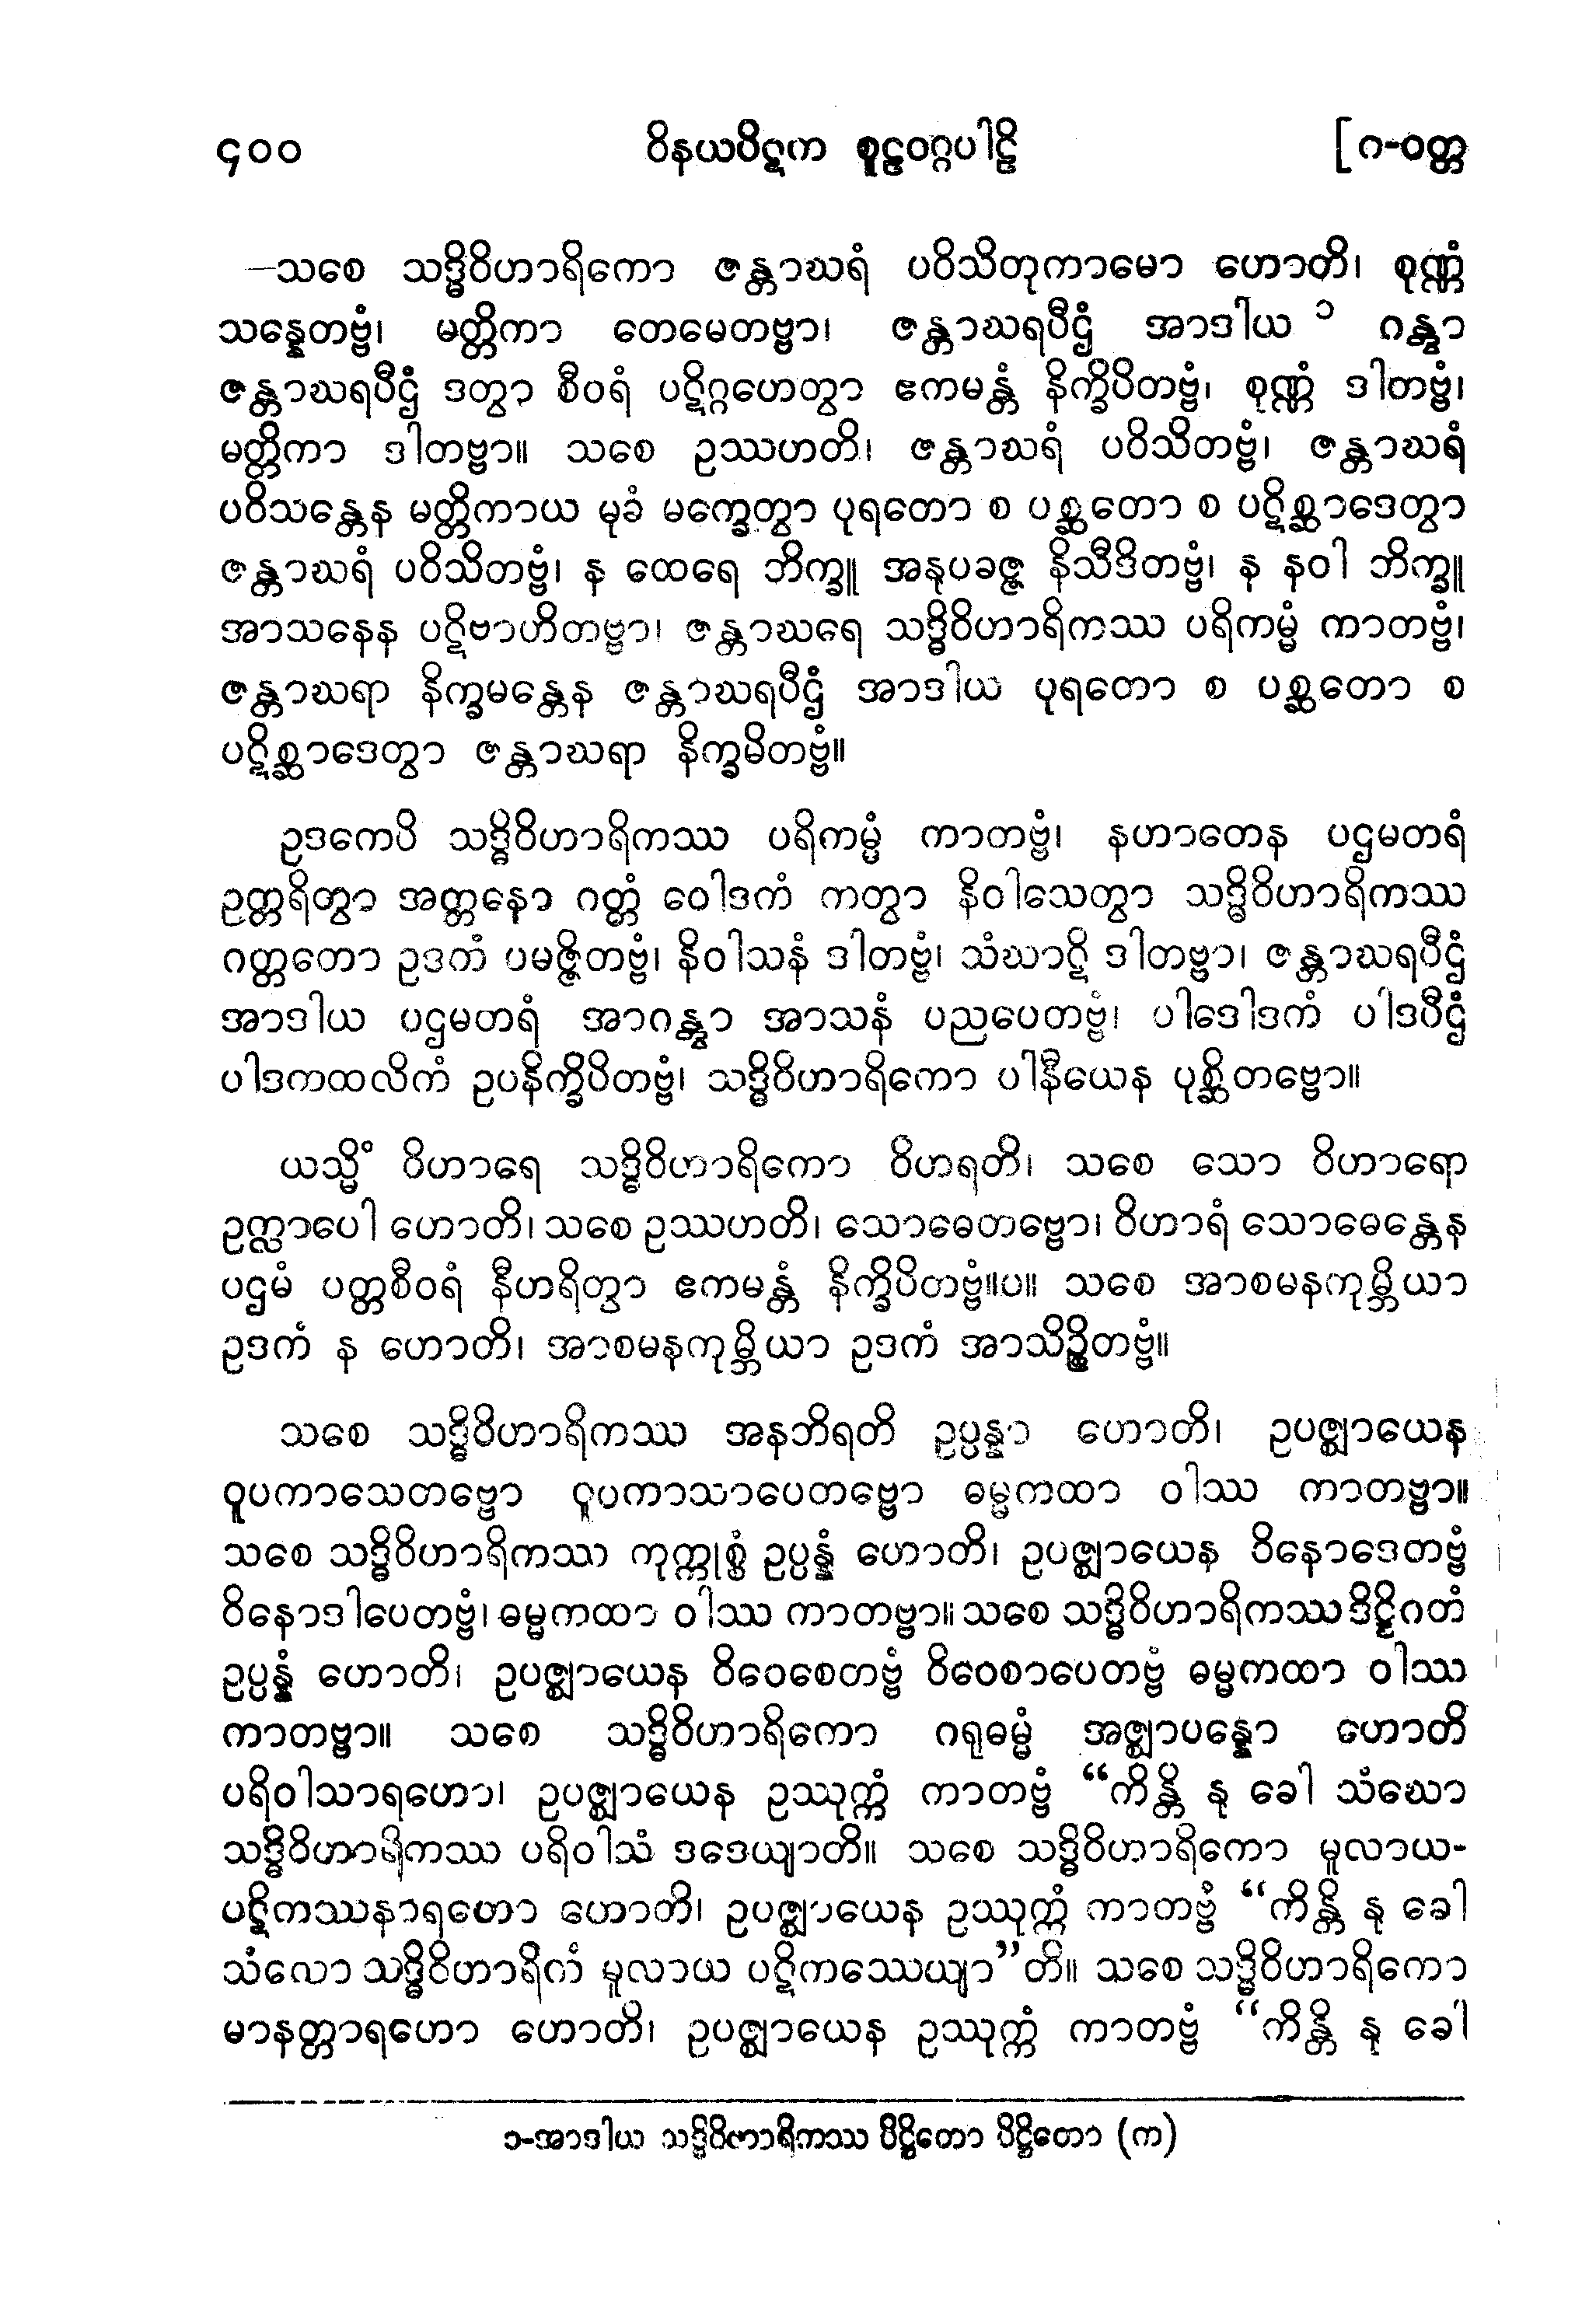 ၄၀၀ ဝိနယပိဋက စူဠဝဂ္ဂပါဠိ [ဂ-ဝတ္တ
—သစေ သဒ္ဓိဝိဟာရိကော ဇန္တာဃရံ ပဝိသိတုကာမော ဟောတိ၊ စုဏ္ဏံ
သန္နေတဗ္ဗံ၊ မတ္တိကာ တေမေတဗ္ဗာ၊ ဇန္တာဃရပီဌံ အာဒါယ ၁ ဂန္တွာ
ဇန္တာဃရပီဌံ ဒတွာ စီဝရံ ပဋိဂ္ဂဟေတွာ ဧကမန္တံ နိက္ခိပိတဗ္ဗံ၊ စုဏ္ဏံ ဒါတဗ္ဗံ၊
မတ္တိကာ ဒါတဗ္ဗာ။ သစေ ဥဿဟတိ၊ ဇန္တာဃရံ ပဝိသိတဗ္ဗံ၊ ဇန္တာဃရံ
ပဝိသန္တေန မတ္တိကာယ မုခံ မက္ခေတွာ ပုရတော စ ပစ္ဆတော စ ပဋိစ္ဆာဒေတွာ
ဇန္တာဃရံ ပဝိသိတဗ္ဗံ၊ န ထေရေ ဘိက္ခူ အနုပခဇ္ဇ နိသီဒိတဗ္ဗံ၊ န နဝါ ဘိက္ခူ
အာသနေန ပဋိဗာဟိတဗ္ဗာ၊ ဇန္တာဃရေ သဒ္ဓိဝိဟာရိကဿ ပရိကမ္မံ ကာတဗ္ဗံ၊
ဇန္တာဃရာ နိက္ခမန္တေန ဇန္တာဃရပီဌံ အာဒါယ ပုရတော စ ပစ္ဆတော စ
ပဋိစ္ဆာဒေတွာ ဇန္တာဃရာ နိက္ခမိတဗ္ဗံ။
ဥဒကေပိ သဒ္ဓိဝိဟာရိကဿ ပရိကမ္မံ ကာတဗ္ဗံ၊ နဟာတေန ပဌမတရံ
ဥတ္တရိတွာ အတ္တနော ဂတ္တံ ဝေါဒကံ ကတွာ နိဝါသေတွာ သဒ္ဓိဝိဟာရိကဿ
ဂတ္တတော ဥဒကံ ပမဇ္ဇိတဗ္ဗံ၊ နိဝါသနံ ဒါတဗ္ဗံ၊ သံဃာဋိ ဒါတဗ္ဗာ၊ ဇန္တာဃရပီဌံ
အာဒါယ ပဌမတရံ အာဂန္တွာ အာသနံ ပညပေတဗ္ဗံ၊ ပါဒေါဒကံ ပါဒပီဌံ
ပါဒကထလိကံ ဥပနိက္ခိပိတဗ္ဗံ၊ သဒ္ဓိဝိဟာရိကော ပါနီယေန ပုစ္ဆိတဗ္ဗော။
ယသ္မိံ ဝိဟာရေ သဒ္ဓိဝိဟာရိကော ဝိဟရတိ၊ သစေ သော ဝိဟာရော
ဥက္လာပေါ ဟောတိ၊ သစေ ဥဿဟတိ၊ သောဓေတဗ္ဗော၊ ဝိဟာရံ သောဓေန္တေန
ပဌမံ ပတ္တစီဝရံ နီဟရိတွာ ဧကမန္တံ နိက္ခိပိတဗ္ဗံ။ပ။ သစေ အာစမနကုမ္ဘိယာ
ဥဒကံ န ဟောတိ၊ အာစမနကုမ္ဘိယာ ဥဒကံ အာသိဉ္စိတဗ္ဗံ။
သစေ သဒ္ဓိဝိဟာရိကဿ အနဘိရတိ ဥပ္ပန္နာ ဟောတိ၊ ဥပဇ္ဈာယေန
ဝူပကာသေတဗ္ဗော ဝူပကာသာပေတဗ္ဗော ဓမ္မကထာ ဝါဿ ကာတဗ္ဗာ။
သစေ သဒ္ဓိဝိဟာရိကဿ ကုက္ကုစ္စံ ဥပ္ပန္နံ ဟောတိ၊ ဥပဇ္ဈာယေန ဝိနောဒေတဗ္ဗံ
ဝိနောဒါပေတဗ္ဗံ၊ ဓမ္မကထာ ဝါဿ ကာတဗ္ဗာ။ သစေ သဒ္ဓိဝိဟာရိကဿ ဒိဋ္ဌိဂတံ
ဥပ္ပန္နံ ဟောတိ၊ ဥပဇ္ဈာယေန ဝိဝေစေတဗ္ဗံ ဝိဝေစာပေတဗ္ဗံ ဓမ္မကထာ ဝါဿ
ကာတဗ္ဗာ။ သစေ သဒ္ဓိဝိဟာရိကော ဂရုဓမ္မံ အဇ္ဈာပန္နော ဟောတိ
ပရိဝါသာရဟော၊ ဥပဇ္ဈာယေန ဥဿုက္ကံ ကာတဗ္ဗံ “ကိန္တိ နု ခေါ သံဃော
သဒ္ဓိဝိဟာရိကဿ ပရိဝါသံ ဒဒေယျာတိ။ သစေ သဒ္ဓိဝိဟာရိကော မူလာယ-
ပဋိကဿနာရဟော ဟောတိ၊ ဥပဇ္ဈာယေန ဥဿုက္ကံ ကာတဗ္ဗံ “ကိန္တိ နု ခေါ
သံဃော သဒ္ဓိဝိဟာရိကံ မူလာယ ပဋိကဿေယျာ”တိ။ သစေ သဒ္ဓိဝိဟာရိကော
မာနတ္တာရဟော ဟောတိ၊ ဥပဇ္ဈာယေန ဥဿုက္ကံ ကာတဗ္ဗံ “ကိန္တိ နု ခေါ
၁-အာဒါယ သဒ္ဓိဝိဟာရိကဿ ပိဋ္ဌိတော ပိဋ္ဌိတော (က)